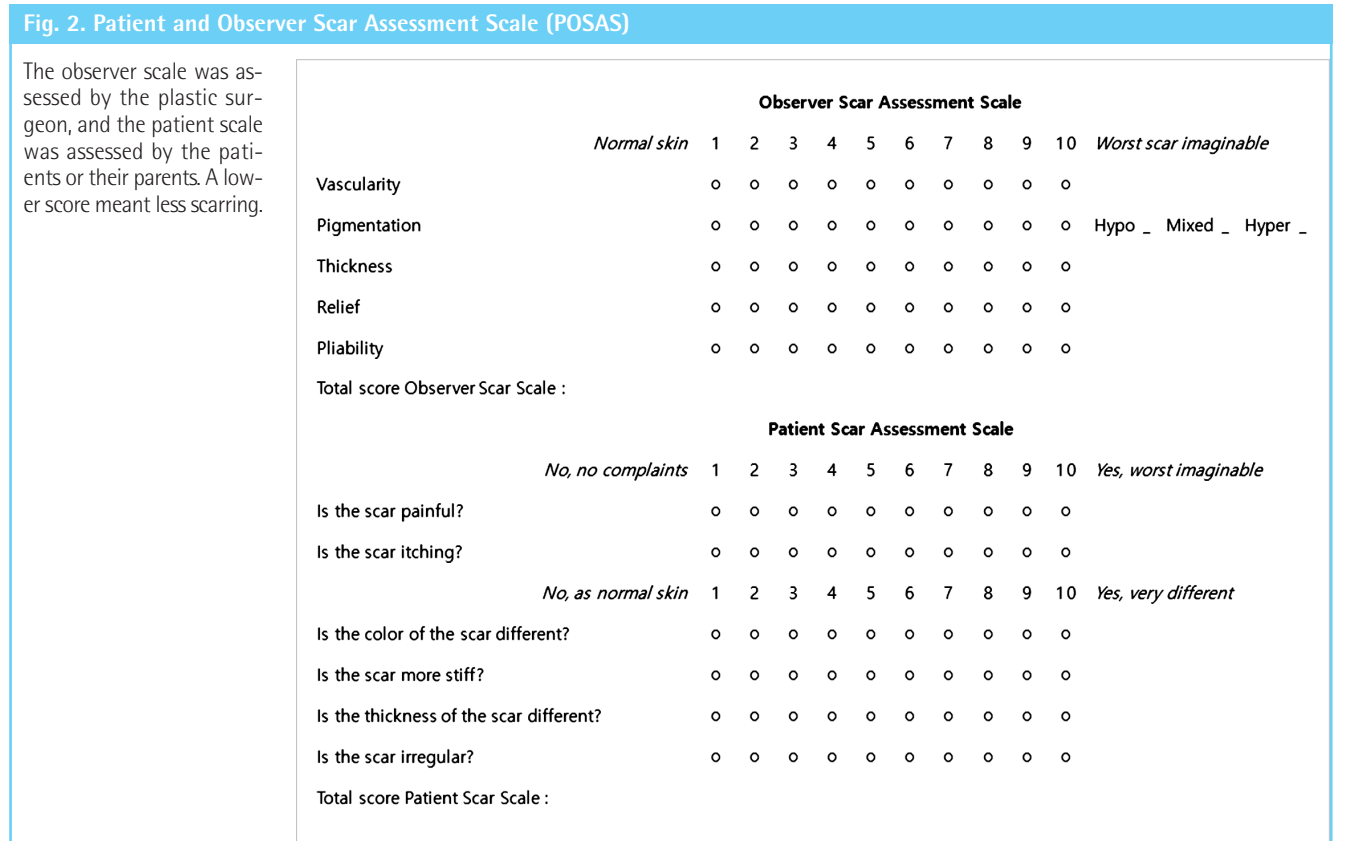 Fig. 2. Patient and Observer Scar Assessment Scale (POSAS)
The observer scale was as-
sessed by the plastic sur-
geon, and the patient scale
was assessed by the pati-
ents or their parents. A low-
er score meant less scarring.
Observer Scar Assessment Scale
Normal skin 1 2 3 4 5 6 7 8 9 10 Worst scar imaginable
Vascularity o o o o o o o o o o
Pigmentation o o o o o o o o o o Hypo _ Mixed _ Hyper _
Thickness o o o o o o o o o o
Relief o o o o o o o o o o
Pliability o o o o o o o o o o
Total score Observer Scar Scale :
Patient Scar Assessment Scale
No, no complaints 1 2 3 4 5 6 7 8 9 10 Yes, worst imaginable
Is the scar painful? o o o o o o o o o o
Is the scar itching? o o o o o o o o o o
No, as normal skin 1 2 3 4 5 6 7 8 9 10 Yes, very different
Is the color of the scar different? o o o o o o o o o o
Is the scar more stiff? o o o o o o o o o o
Is the thickness of the scar different? o o o o o o o o o o
Is the scar irregular? o o o o o o o o o o
Total score Patient Scar Scale :